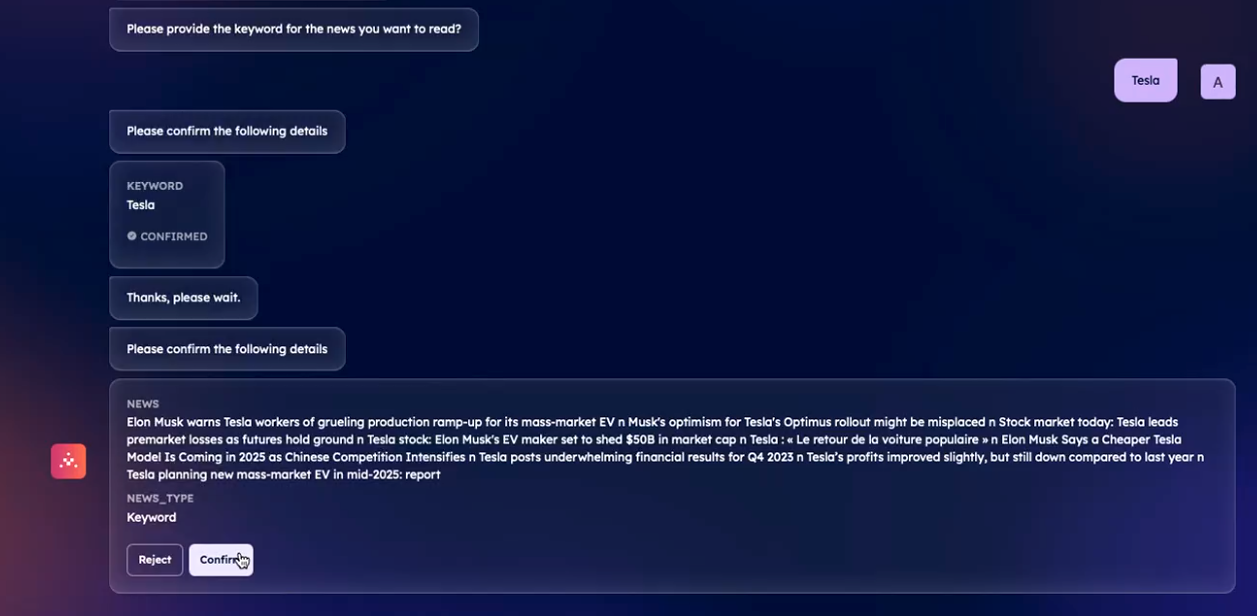 Please provide the keyword for the news you want to read?
Tesla
A
Please confirm the following details
KEYWORD
Tesla
CONFIRMED
Thanks, please wait.
Please confirm the following details
NEWS
Elon Musk warns Tesla workers of grueling production ramp-up for its mass-market EV n Musk's optimism for Tesla's Optimus rollout might be misplaced n Stock market today: Tesla leads
premarket losses as futures hold ground n Tesla stock: Elon Musk's EV maker set to shed $50B in market cap n Tesla : « Le retour de la voiture populaire » n Elon Musk Says a Cheaper Tesla
Model Is Coming in 2025 as Chinese Competition Intensifies n Tesla posts underwhelming financial results for Q4 2023 n Tesla's profits improved slightly, but still down compared to last year n
Tesla planning new mass-market EV in mid-2025: report
NEWS_TYPE
Keyword
Reject
Confirm